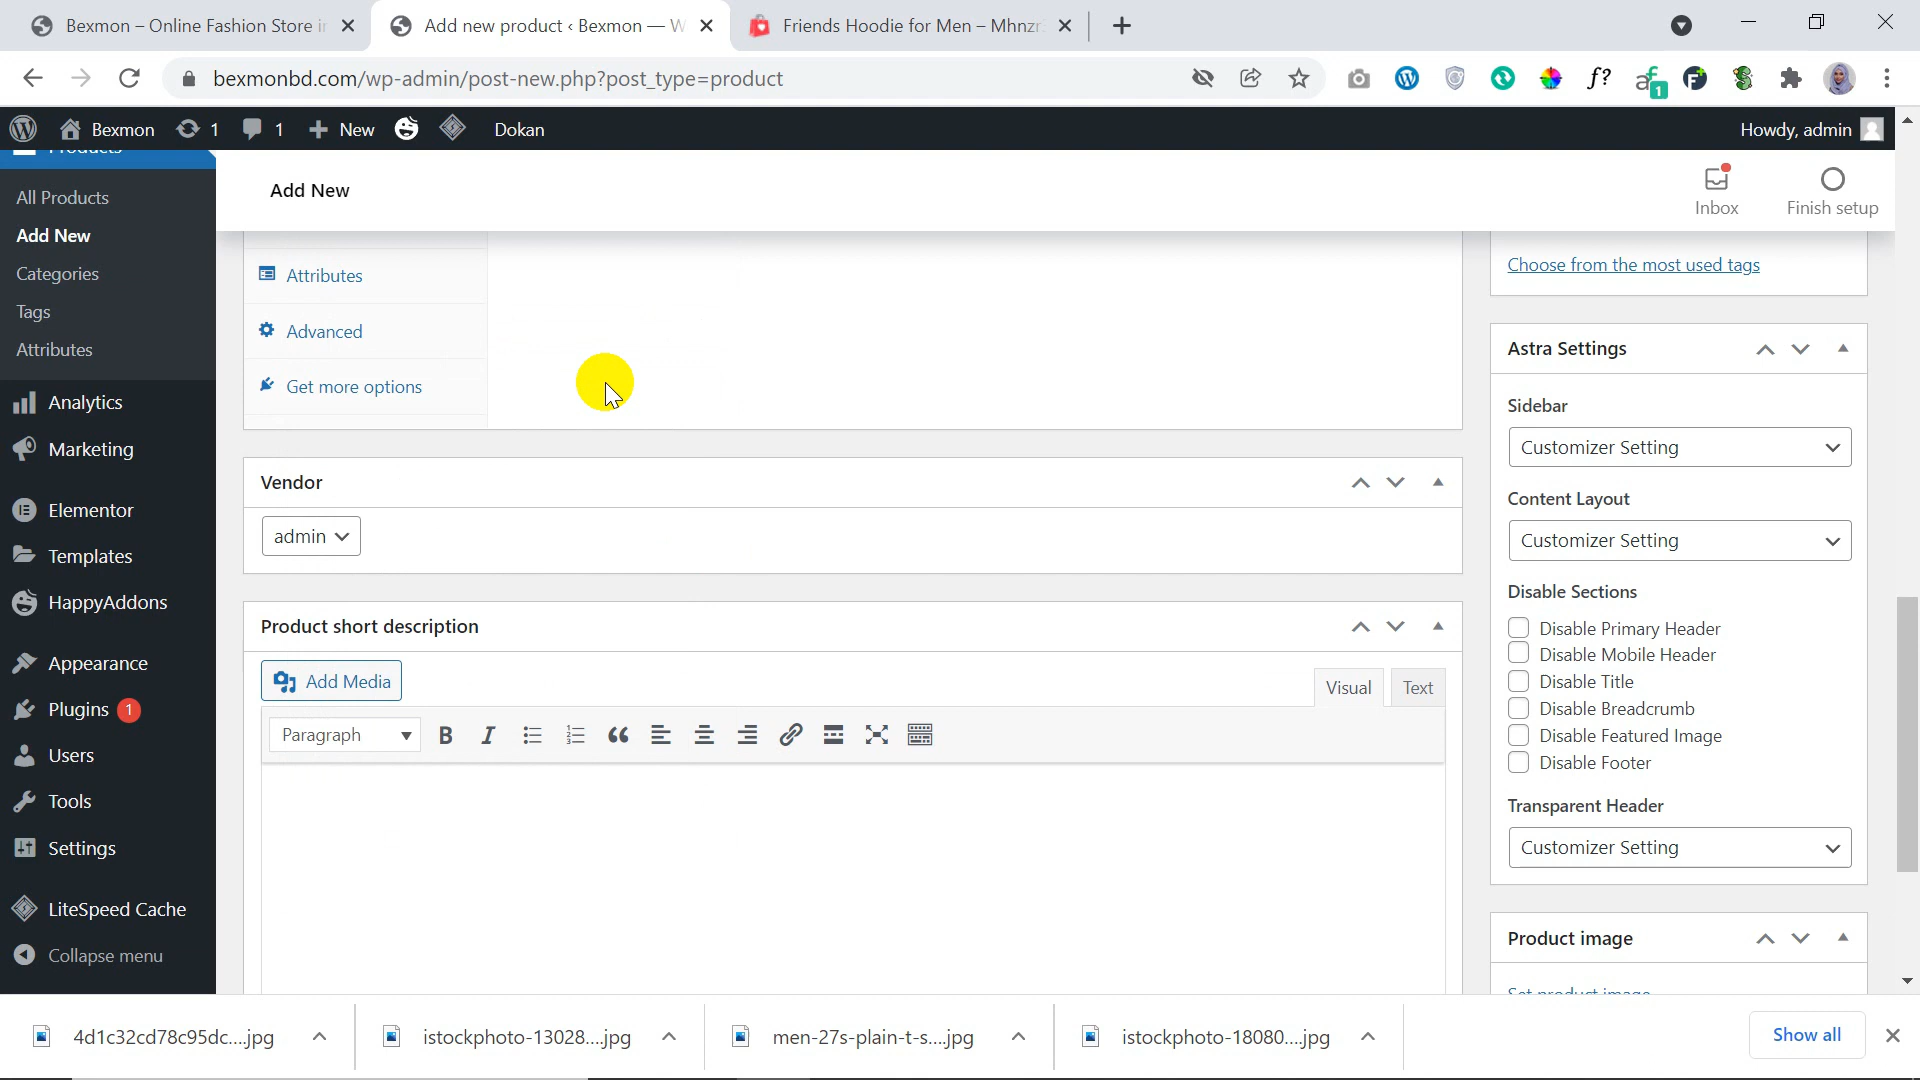 Bexmon – Online Fashion Store in
Add new product ‹ Bexmon — W
Friends Hoodie for Men – Mhnzr
bexmonbd.com/wp-admin/post-new.php?post_type=product
f?
af
1
Bexmon
1
1
New
Dokan
Howdy, admin
Products
All Products
Add New
Categories
Tags
Attributes
Analytics
Marketing
Elementor
Templates
HappyAddons
Appearance
Plugins 1
Users
Tools
Settings
LiteSpeed Cache
Collapse menu
Add New
Inbox
Finish setup
Attributes
Advanced
Get more options
Vendor
admin
Product short description
Add Media
Visual
Text
Paragraph
B
I
Choose from the most used tags
Astra Settings
Sidebar
Customizer Setting
Content Layout
Customizer Setting
Disable Sections
Disable Primary Header
Disable Mobile Header
Disable Title
Disable Breadcrumb
Disable Featured Image
Disable Footer
Transparent Header
Customizer Setting
Product image
Set product image
4d1c32cd78c95dc....jpg
istockphoto-13028....jpg
men-27s-plain-t-s....jpg
istockphoto-18080....jpg
Show all